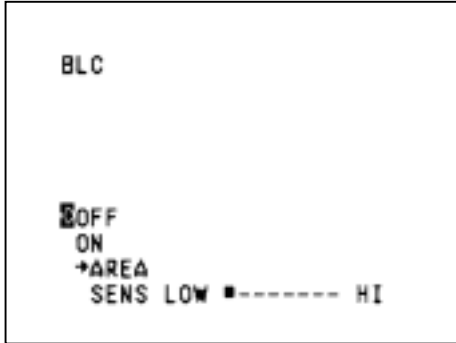 BLC
OFF
ON
→AREA
SENS LOW ■------- HI